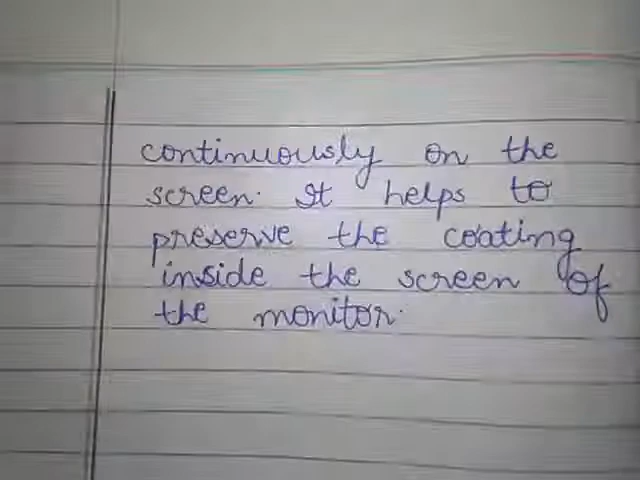 continuously on the
screen. It helps to
preserve the coating
inside the screen of
the monitor.